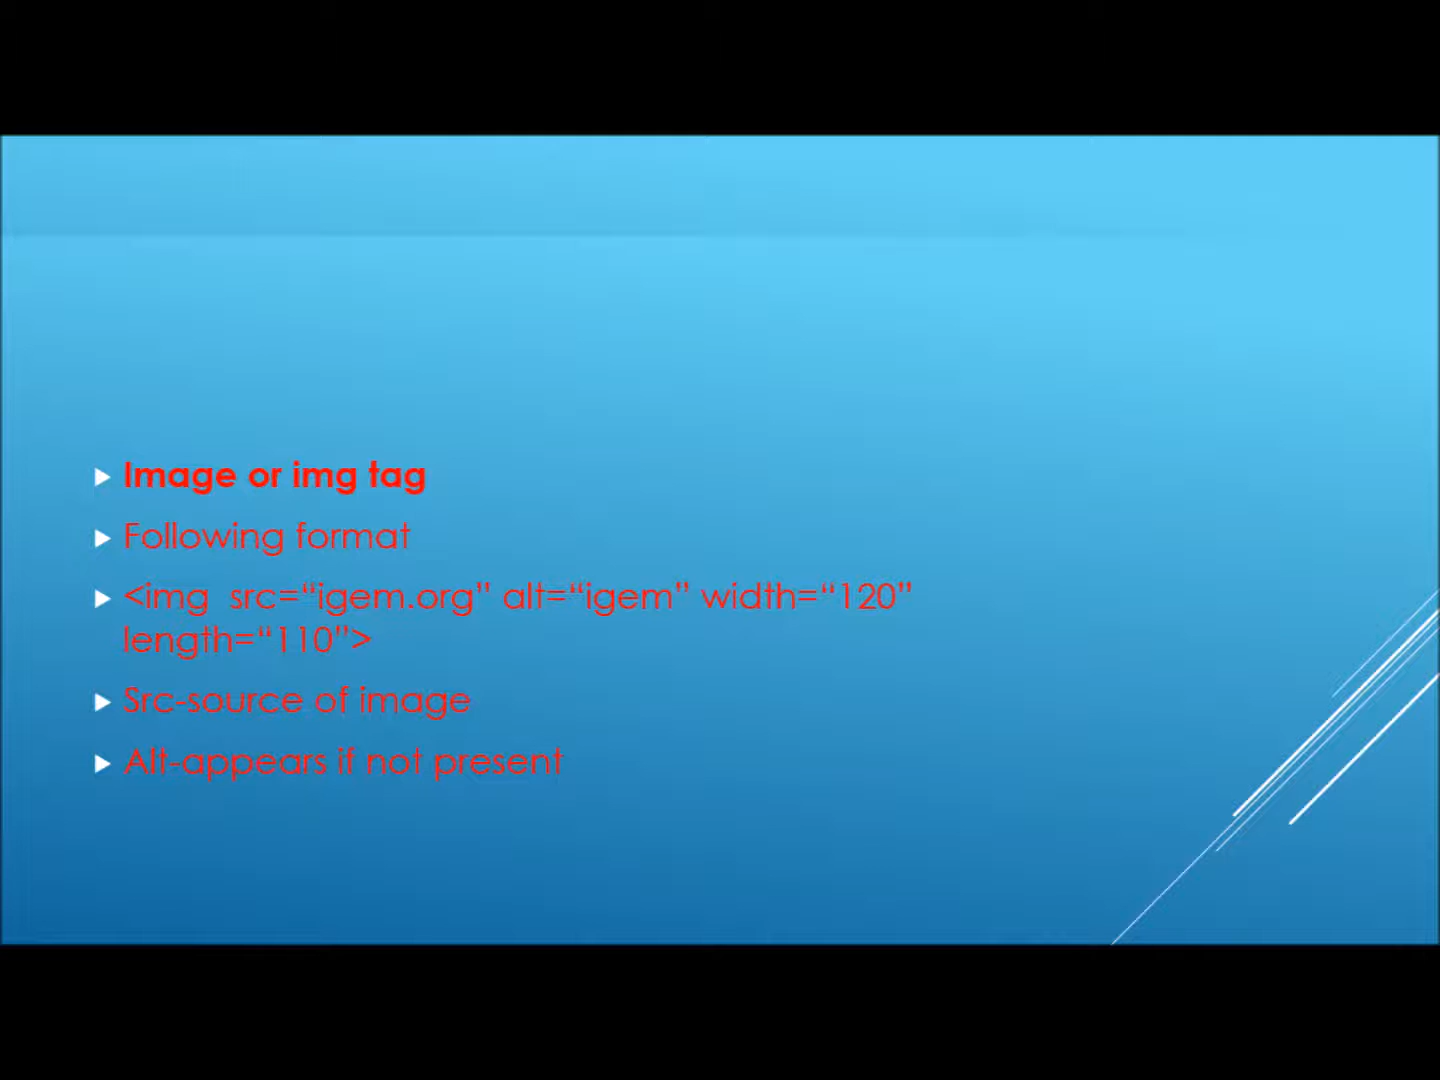 Image or img tag
Following format
<img  src=“igem.org” alt=“igem” width=“120”
length=“110”>
Src-source of image
Alt-appears if not present